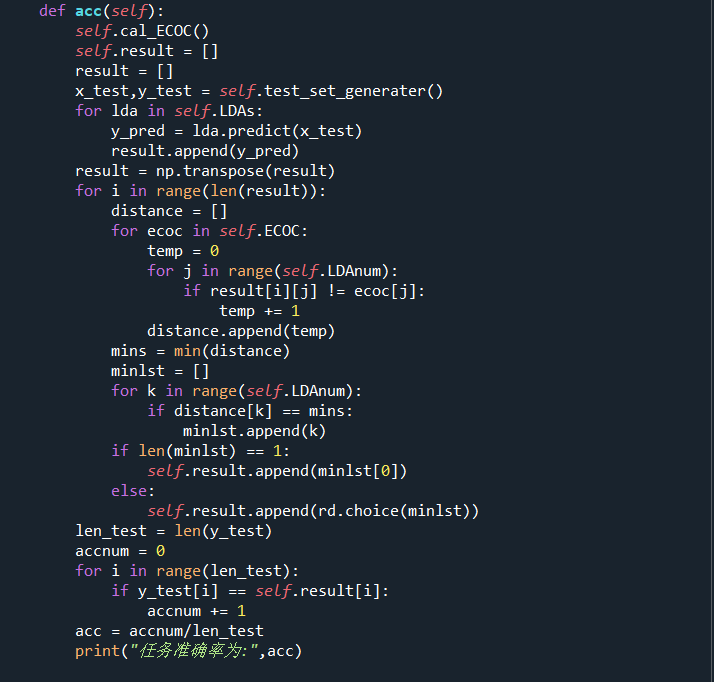 def acc(self):
self.cal_ECOC()
self.result = []
result = []
x_test,y_test = self.test_set_generater()
for lda in self.LDAs:
y_pred = lda.predict(x_test)
result.append(y_pred)
result = np.transpose(result)
for i in range(len(result)):
distance = []
for ecoc in self.ECOC:
temp = 0
for j in range(self.LDAnum):
if result[i][j] != ecoc[j]:
temp += 1
distance.append(temp)
mins = min(distance)
minlst = []
for k in range(self.LDAnum):
if distance[k] == mins:
minlst.append(k)
if len(minlst) == 1:
self.result.append(minlst[0])
else:
self.result.append(rd.choice(minlst))
len_test = len(y_test)
accnum = 0
for i in range(len_test):
if y_test[i] == self.result[i]:
accnum += 1
acc = accnum/len_test
print("任务准确率为:",acc)